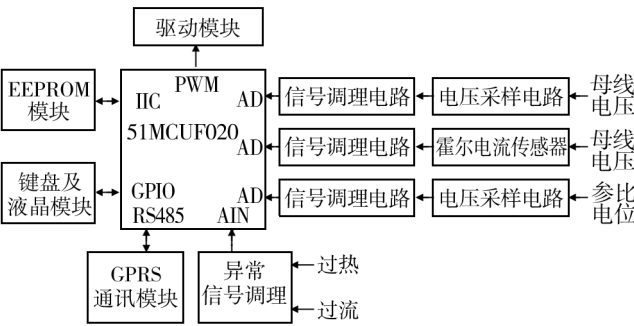 驱动模块
EEPROM
模块
PWM
IIC
AD
信号调理电路
电压采样电路
母线
电压
51MCUF020
AD
信号调理电路
霍尔电流传感器
母线
电压
键盘及
液晶模块
GPIO
AD
信号调理电路
电压采样电路
参比
电位
RS485
AIN
GPRS
通讯模块
异常
信号调理
过热
过流